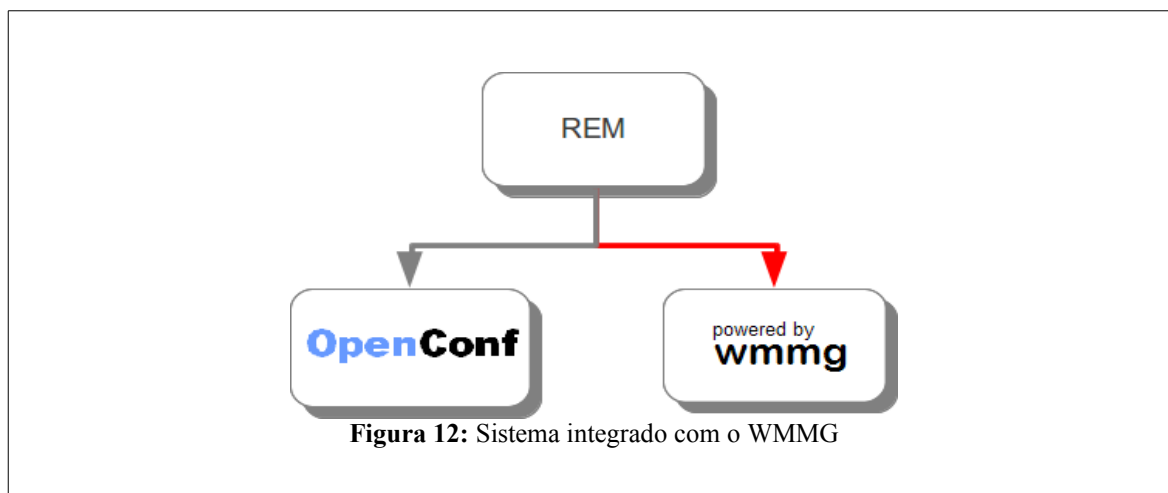 REM
OpenConf
powered by
wmmg
Figura 12: Sistema integrado com o WMMG